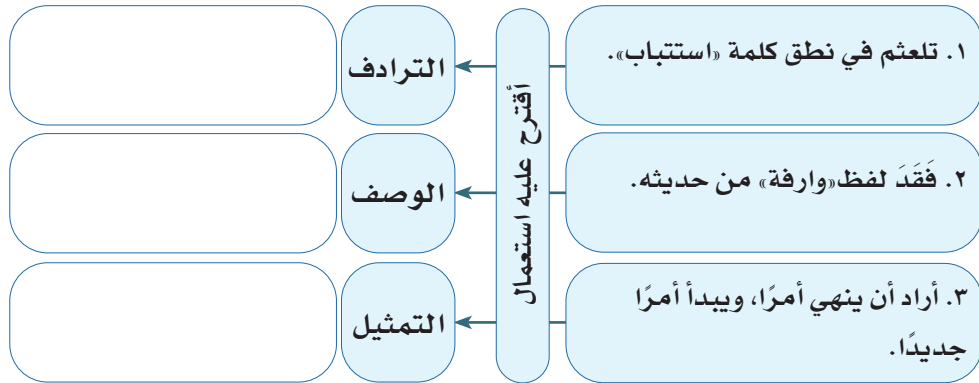 ١. تلعثم في نطق كلمة «استتباب».
٢. فَقَدَ لفظ «وارفة» من حديثه.
٣. أراد أن ينهي أمرًا، ويبدأ أمرًا
جديدًا.
أقترح عليه استعمال
الترادف
الوصف
التمثيل